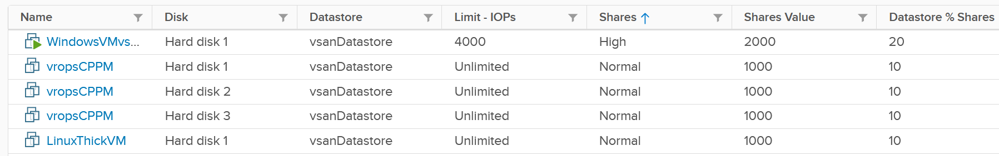 Name Disk Datastore Limit - IOPs Shares Shares Value Datastore % Shares
WindowsVMvs... Hard disk 1 vsanDatastore 4000 High 2000 20
vropsCPPM Hard disk 1 vsanDatastore Unlimited Normal 1000 10
vropsCPPM Hard disk 2 vsanDatastore Unlimited Normal 1000 10
vropsCPPM Hard disk 3 vsanDatastore Unlimited Normal 1000 10
LinuxThickVM Hard disk 1 vsanDatastore Unlimited Normal 1000 10